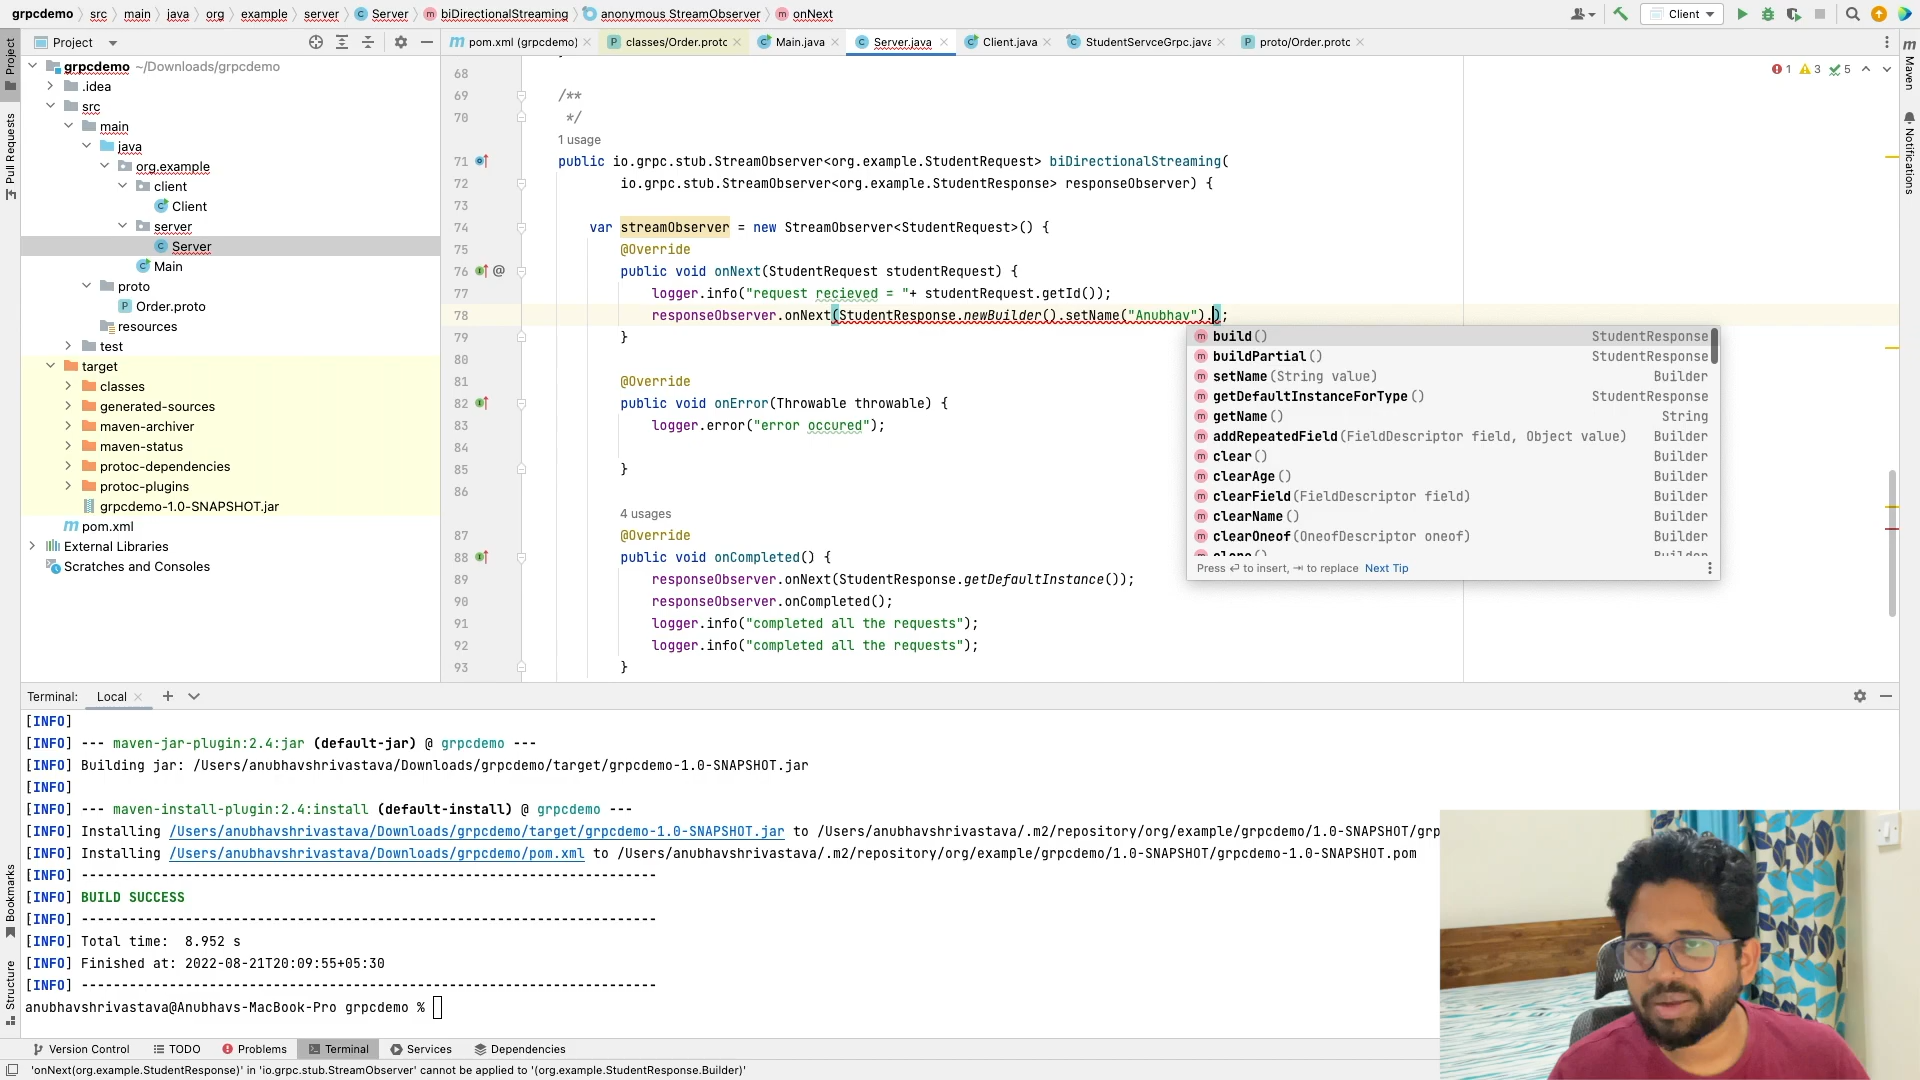 grpcdemo src main java org example server Server biDirectionalStreaming anonymous StreamObserver onNext Client
Project
pom.xml (grpcdemo) classes/Order.proto Main.java Server.java Client.java StudentServceGrpc.java proto/Order.proto
grpcdemo ~/Downloads/grpcdemo
.idea
src
main
java
org.example
client
Client
server
Server
Main
proto
Order.proto
resources
test
target
classes
generated-sources
maven-archiver
maven-status
protoc-dependencies
protoc-plugins
grpcdemo-1.0-SNAPSHOT.jar
pom.xml
External Libraries
Scratches and Consoles
Project
Pull Requests
Bookmarks
Structure
Maven
Notifications
1 3 5
68
69 /**
70 */
1 usage
71 public io.grpc.stub.StreamObserver<org.example.StudentRequest> biDirectionalStreaming(
72 io.grpc.stub.StreamObserver<org.example.StudentResponse> responseObserver) {
73
74 var streamObserver = new StreamObserver<StudentRequest>() {
75 @Override
76 @ public void onNext(StudentRequest studentRequest) {
77 logger.info("request recieved = "+ studentRequest.getId());
78 responseObserver.onNext(StudentResponse.newBuilder().setName("Anubhav").);
79 }
80
81 @Override
82 public void onError(Throwable throwable) {
83 logger.error("error occured");
84
85 }
86
4 usages
87 @Override
88 public void onCompleted() {
89 responseObserver.onNext(StudentResponse.getDefaultInstance());
90 responseObserver.onCompleted();
91 logger.info("completed all the requests");
92 logger.info("completed all the requests");
93 }
build() StudentResponse
buildPartial() StudentResponse
setName(String value) Builder
getDefaultInstanceForType() StudentResponse
getName() String
addRepeatedField(FieldDescriptor field, Object value) Builder
clear() Builder
clearAge() Builder
clearField(FieldDescriptor field) Builder
clearName() Builder
clearOneof(OneofDescriptor oneof) Builder
Press ↵ to insert, ⇥ to replace Next Tip
Terminal: Local
[INFO]
[INFO] --- maven-jar-plugin:2.4:jar (default-jar) @ grpcdemo ---
[INFO] Building jar: /Users/anubhavshrivastava/Downloads/grpcdemo/target/grpcdemo-1.0-SNAPSHOT.jar
[INFO]
[INFO] --- maven-install-plugin:2.4:install (default-install) @ grpcdemo ---
[INFO] Installing /Users/anubhavshrivastava/Downloads/grpcdemo/target/grpcdemo-1.0-SNAPSHOT.jar to /Users/anubhavshrivastava/.m2/repository/org/example/grpcdemo/1.0-SNAPSHOT/grp
[INFO] Installing /Users/anubhavshrivastava/Downloads/grpcdemo/pom.xml to /Users/anubhavshrivastava/.m2/repository/org/example/grpcdemo/1.0-SNAPSHOT/grpcdemo-1.0-SNAPSHOT.pom
[INFO] ------------------------------------------------------------------------
[INFO] BUILD SUCCESS
[INFO] ------------------------------------------------------------------------
[INFO] Total time: 8.952 s
[INFO] Finished at: 2022-08-21T20:09:55+05:30
[INFO] ------------------------------------------------------------------------
anubhavshrivastava@Anubhavs-MacBook-Pro grpcdemo %
Version Control TODO Problems Terminal Services Dependencies
'onNext(org.example.StudentResponse)' in 'io.grpc.stub.StreamObserver' cannot be applied to '(org.example.StudentResponse.Builder)'